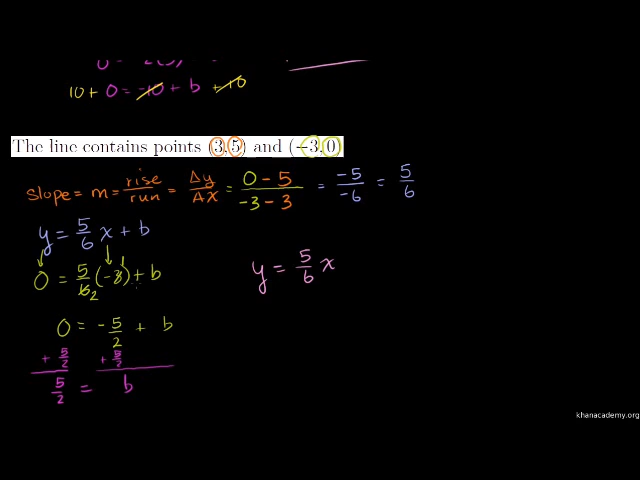 10 + 0 = -10 + b + 10
The line contains points (3, 5) and (−3, 0)
Slope = m = rise/run = Δy/Δx = 0 - 5/-3 - 3 = -5/-6 = 5/6
y = 5/6 x + b
0 = 5/6 2 (-3) 1 + b
y = 5/6 x
0 = -5/2 + b
+ 5/2 + 5/2
5/2 = b
khanacademy.org